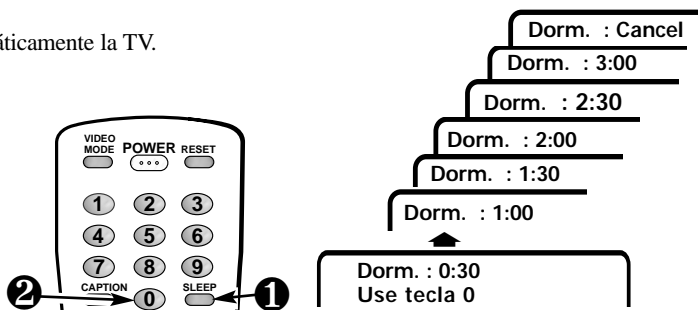 áticamente la TV.
Dorm. : Cancel
Dorm. : 3:00
Dorm. : 2:30
Dorm. : 2:00
Dorm. : 1:30
Dorm. : 1:00
Dorm. : 0:30
Use tecla 0
VIDEO
MODE POWER RESET
1 2 3
4 5 6
7 8 9
CAPTION 0 SLEEP
2 1